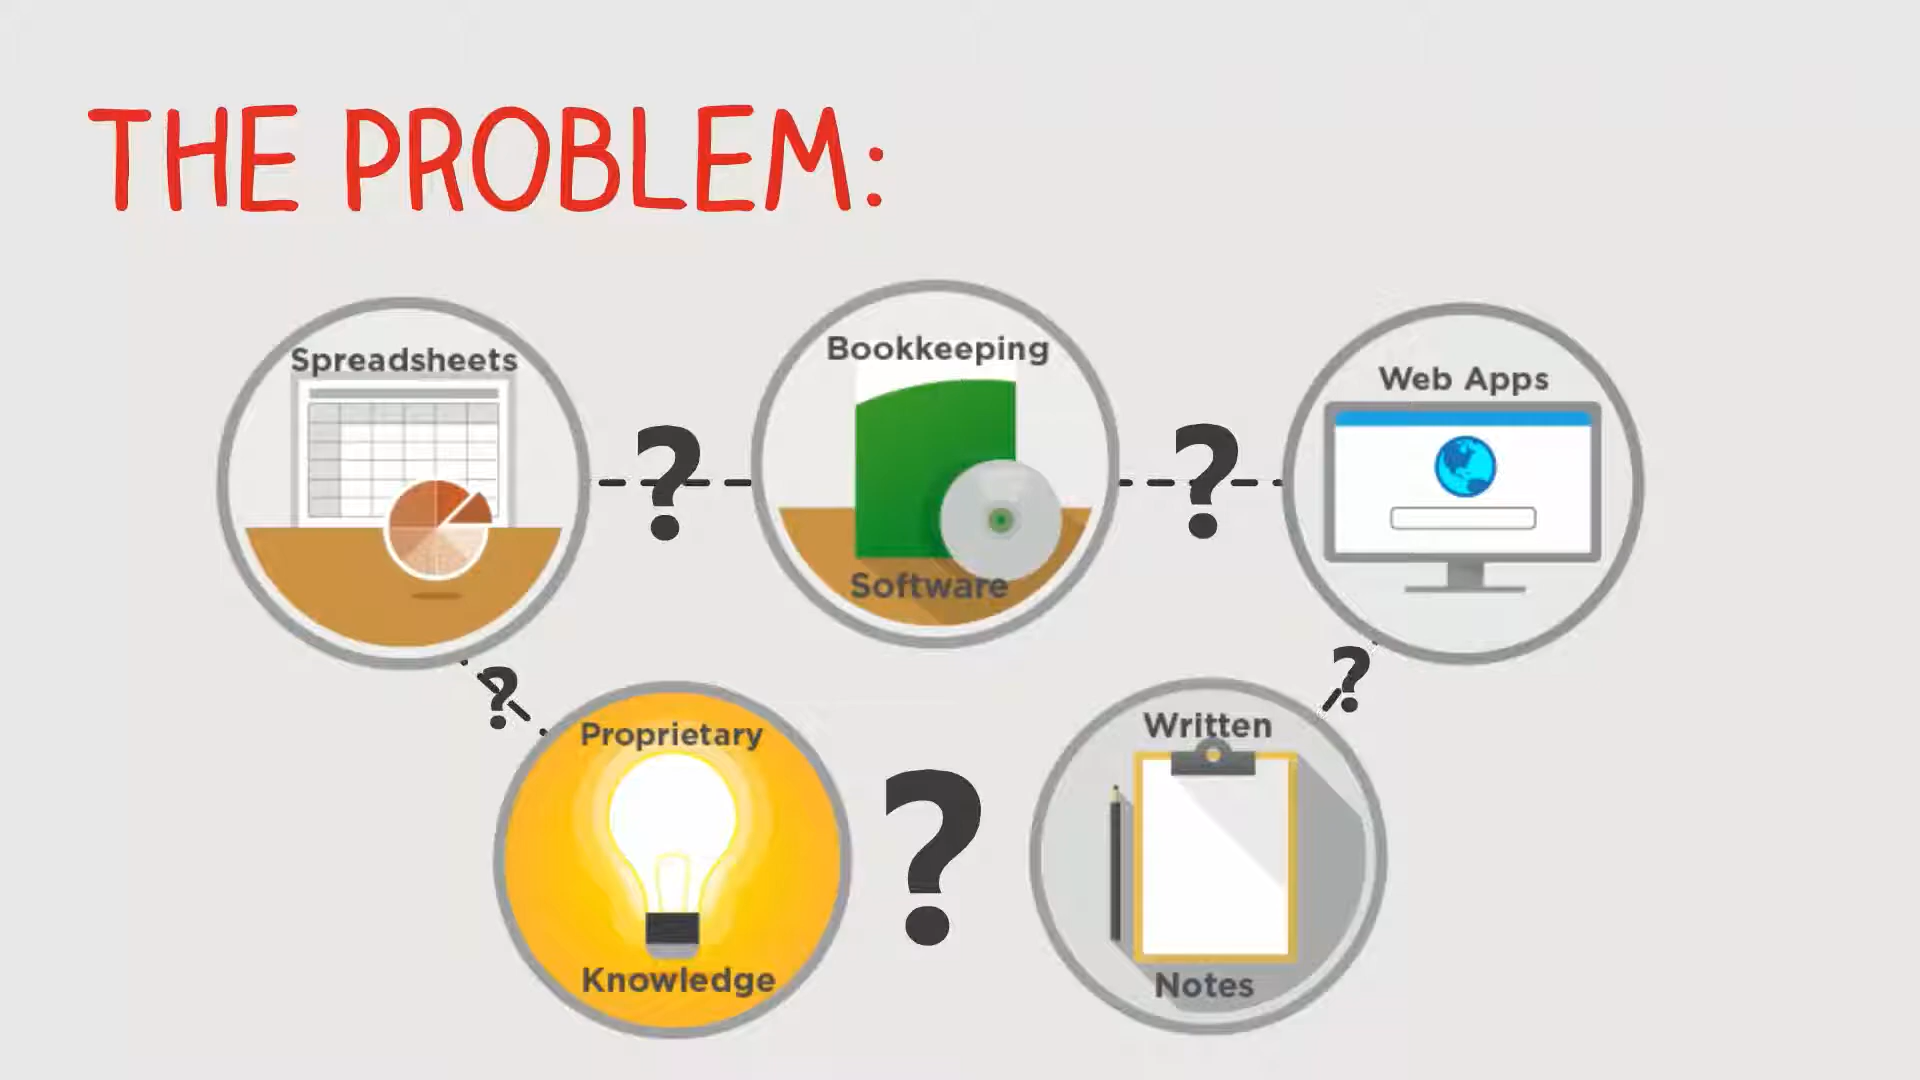 THE PROBLEM:
Spreadsheets
?
Bookkeeping
Software
?
Web Apps
?
Proprietary
Knowledge
?
Written
Notes
?